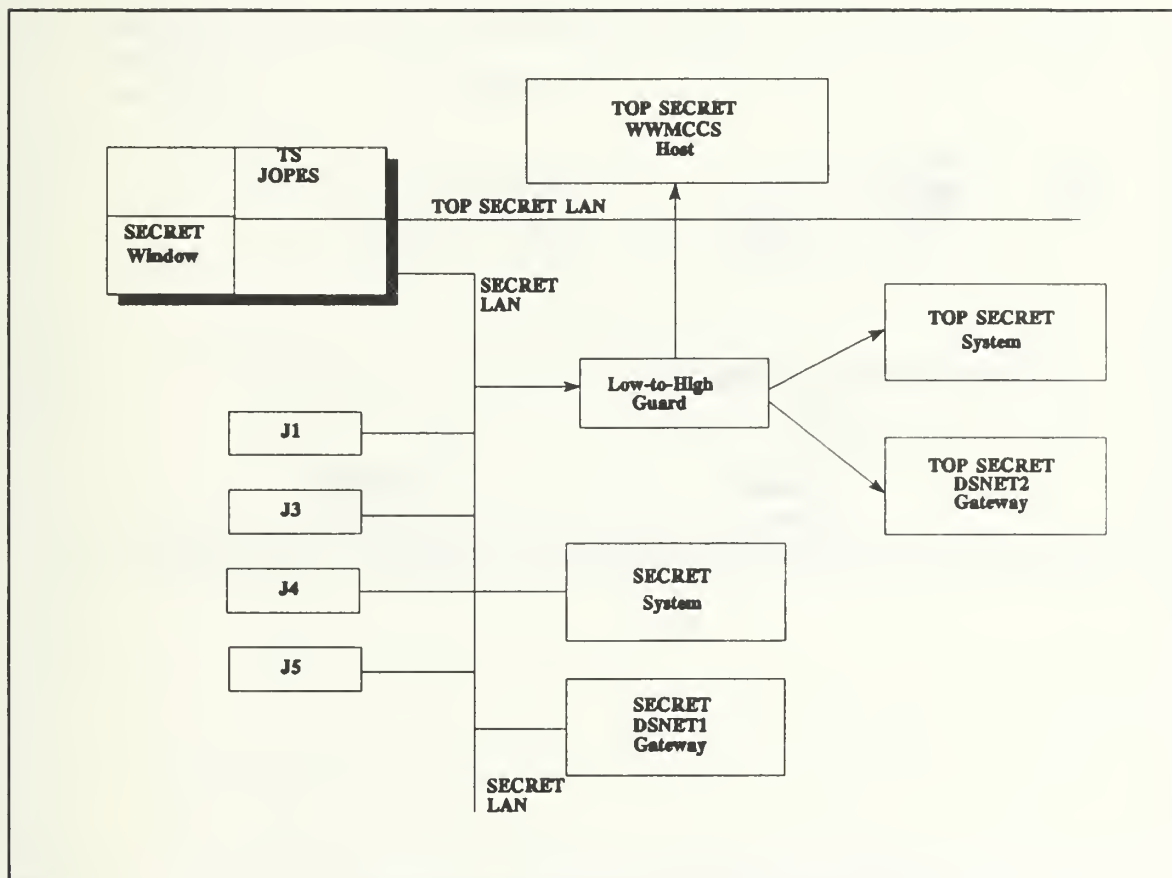 TOP SECRET
WWMCCS
Host
TS
JOPES
SECRET
Window
TOP SECRET LAN
SECRET
LAN
TOP SECRET
System
Low-to-High
Guard
J1
TOP SECRET
DSNET2
Gateway
J3
SECRET
System
J4
J5
SECRET
DSNET1
Gateway
SECRET
LAN